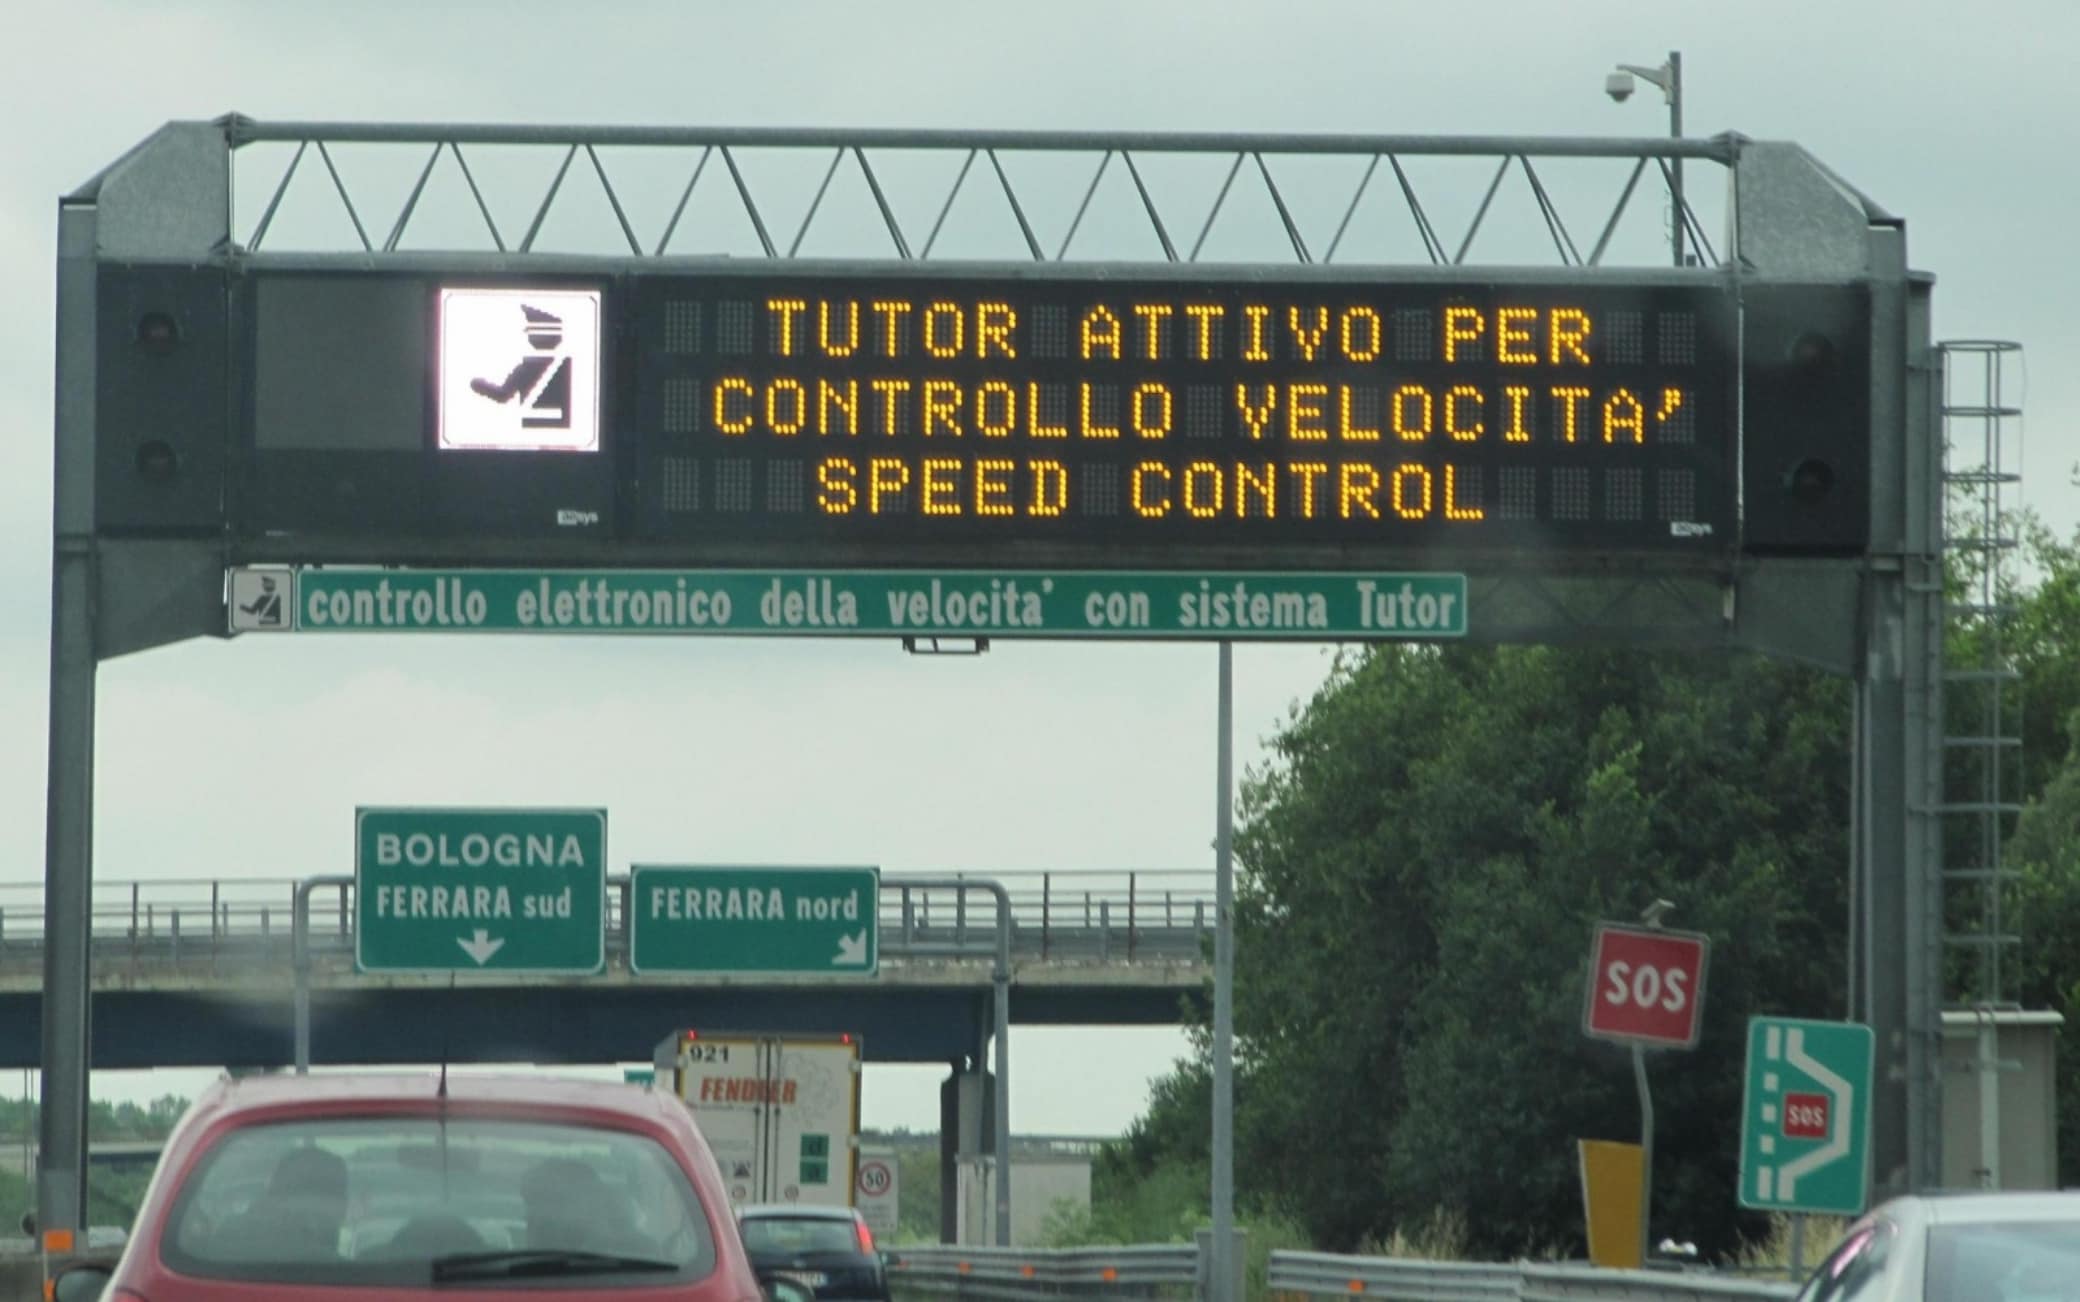 TUTOR ATTIVO PER
CONTROLLO VELOCITA'
SPEED CONTROL
controllo elettronico della velocita' con sistema Tutor
BOLOGNA
FERRARA sud
FERRARA nord
SOS
SOS
921
50